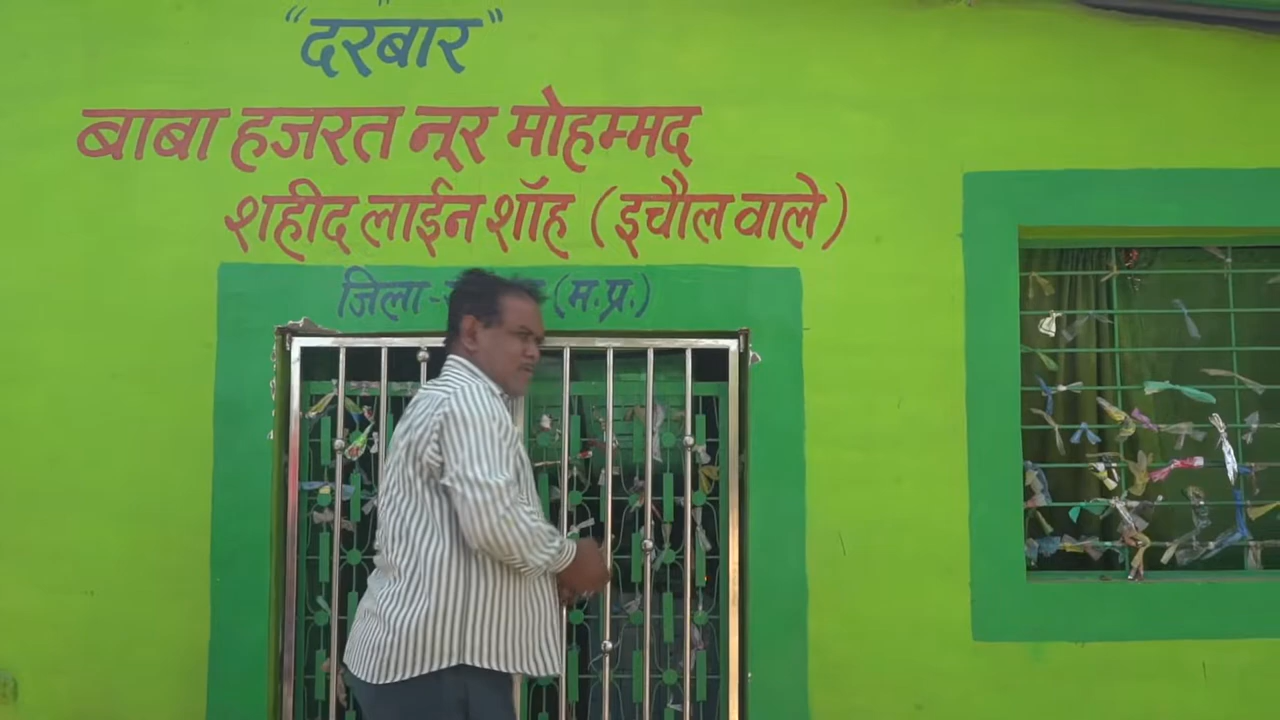 "दरबार"
बाबा हजरत नूर मोहम्मद
शहीद लाईन शॉह (इचौल वाले)
जिला- (म.प्र.)